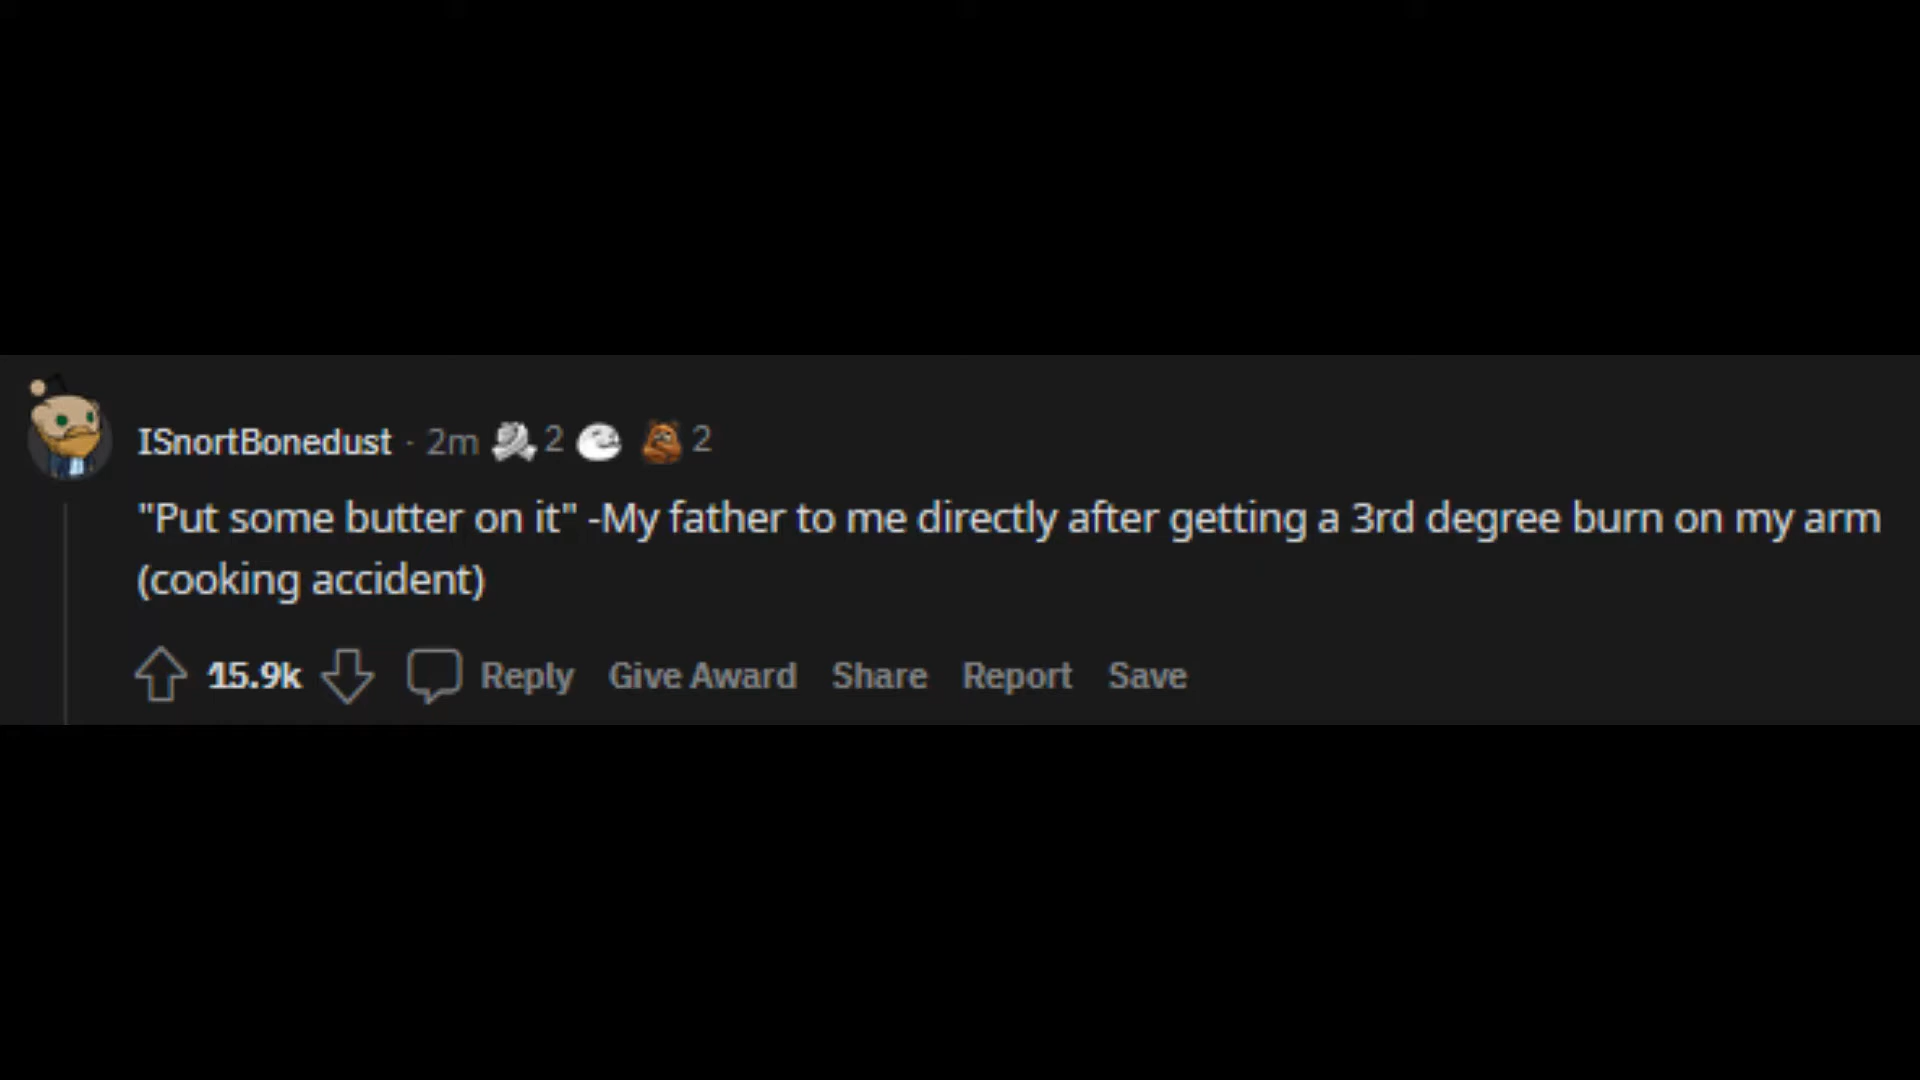 ISnortBonedust · 2m 2 2
"Put some butter on it" -My father to me directly after getting a 3rd degree burn on my arm
(cooking accident)
15.9k Reply Give Award Share Report Save